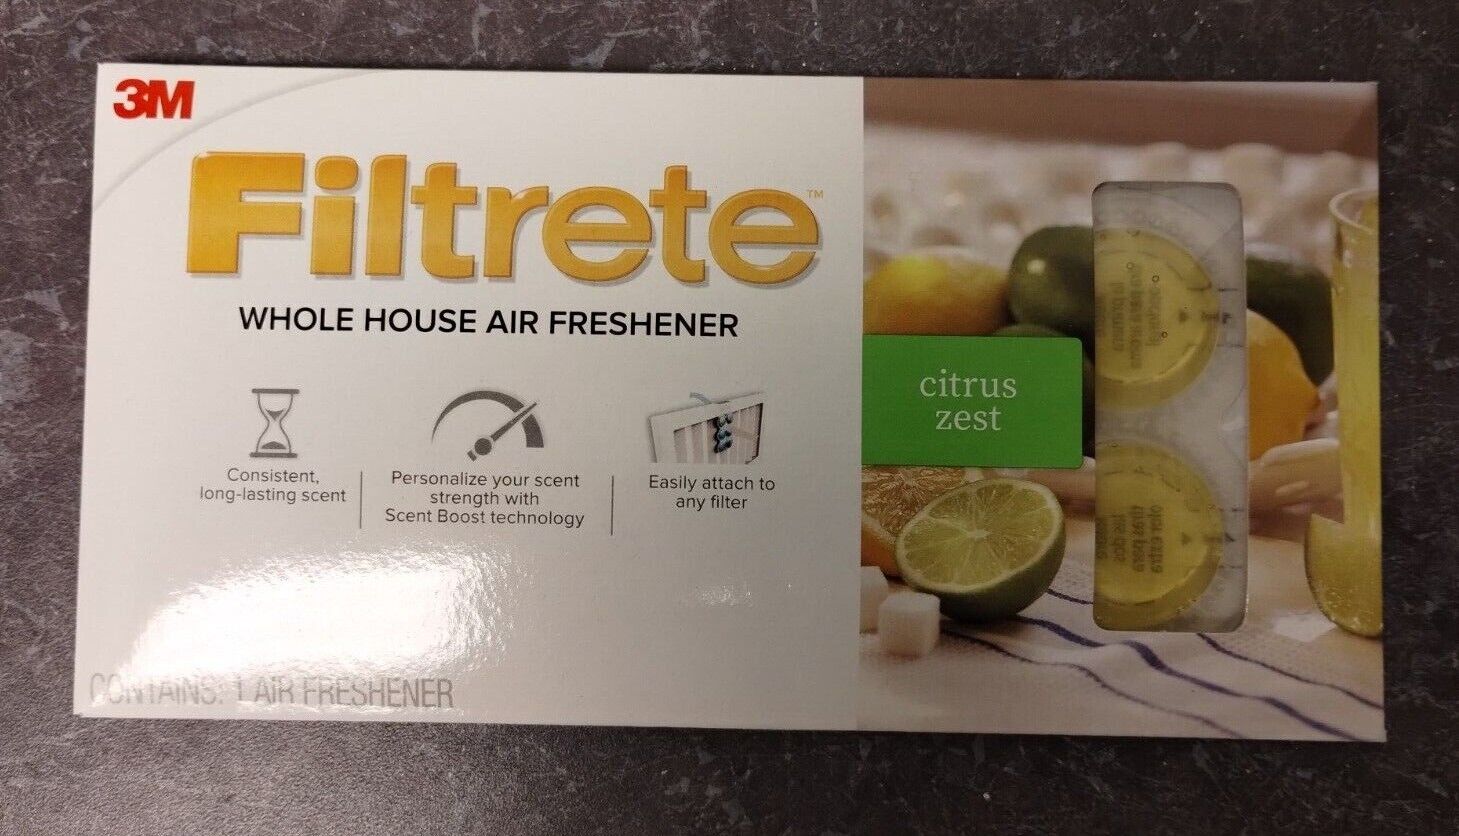 3M
Filtrete™
WHOLE HOUSE AIR FRESHENER
Consistent,
long-lasting scent
Personalize your scent
strength with
Scent Boost technology
Easily attach to
any filter
citrus
zest
CONTAINS: 1 AIR FRESHENER